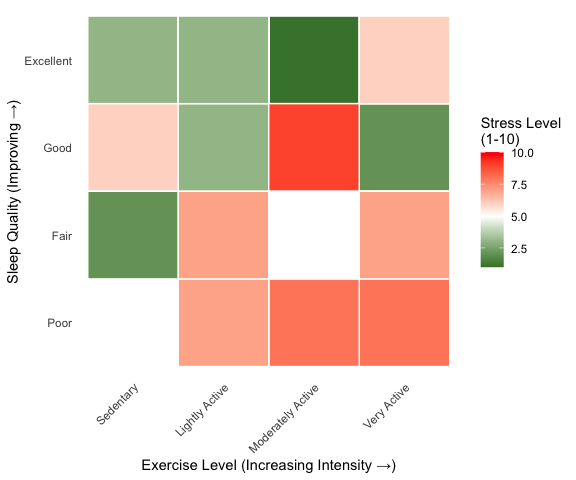 Sleep Quality (Improving →)
Excellent
Good
Fair
Poor
Sedentary
Lightly Active
Moderately Active
Very Active
Exercise Level (Increasing Intensity →)
Stress Level
(1-10)
10.0
7.5
5.0
2.5